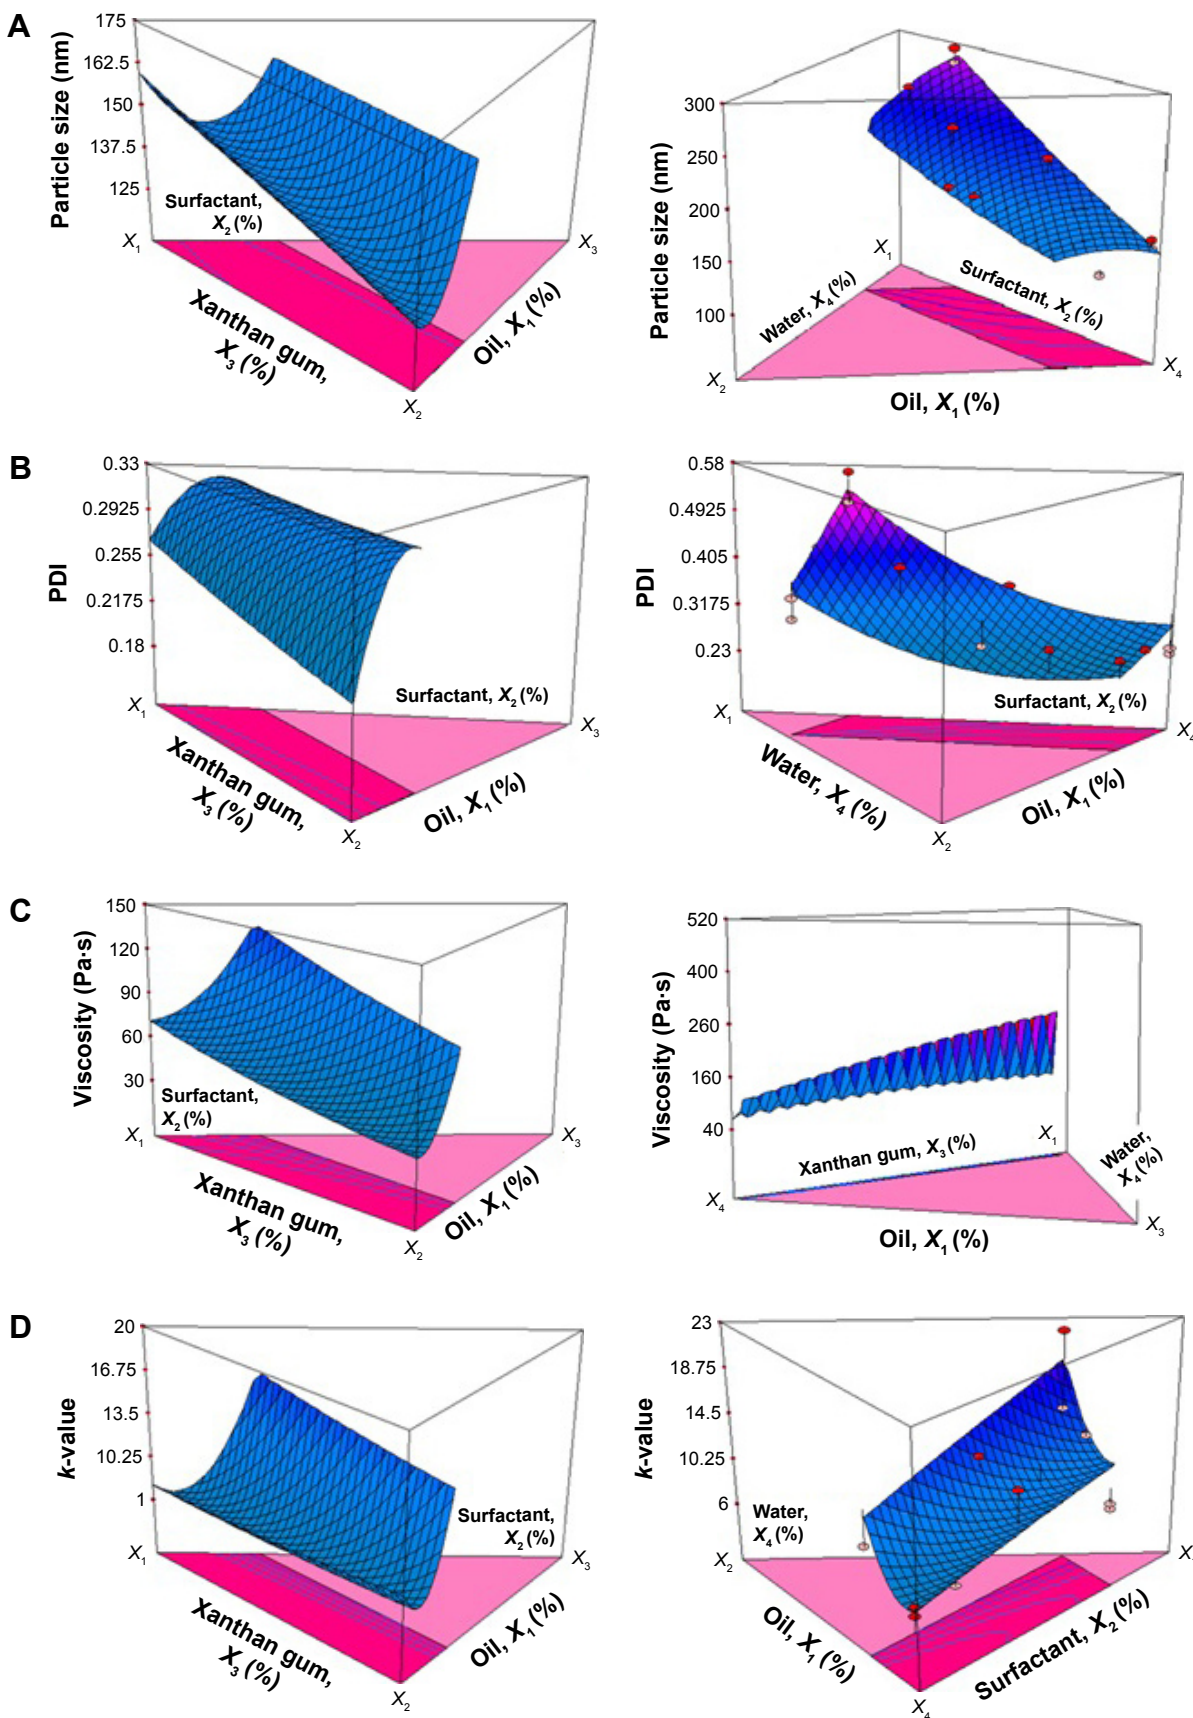 A
Particle size (nm)
175
162.5
150
137.5
125
Surfactant,
X2 (%)
X1
X3
X2
Xanthan gum,
X3 (%)
Oil, X1 (%)
Particle size (nm)
300
250
200
150
100
X1
Water, X4 (%)
Surfactant, X2 (%)
X2
X4
Oil, X1 (%)
B
PDI
0.33
0.2925
0.255
0.2175
0.18
Surfactant, X2 (%)
X1
X3
X2
Xanthan gum,
X3 (%)
Oil, X1 (%)
PDI
0.58
0.4925
0.405
0.3175
0.23
Surfactant, X2 (%)
X1
X2
Water, X4 (%)
Oil, X1 (%)
C
Viscosity (Pa·s)
150
120
90
60
30
Surfactant,
X2 (%)
X1
X3
X2
Xanthan gum,
X3 (%)
Oil, X1 (%)
Viscosity (Pa·s)
520
400
260
160
40
Xanthan gum, X3 (%)
X1
Water,
X4 (%)
X4
X3
Oil, X1 (%)
D
k-value
20
16.75
13.5
10.25
1
Surfactant,
X2 (%)
X1
X3
X2
Xanthan gum,
X3 (%)
Oil, X1 (%)
k-value
23
18.75
14.5
10.25
6
Water,
X4 (%)
X2
X4
Oil, X1 (%)
Surfactant, X2 (%)